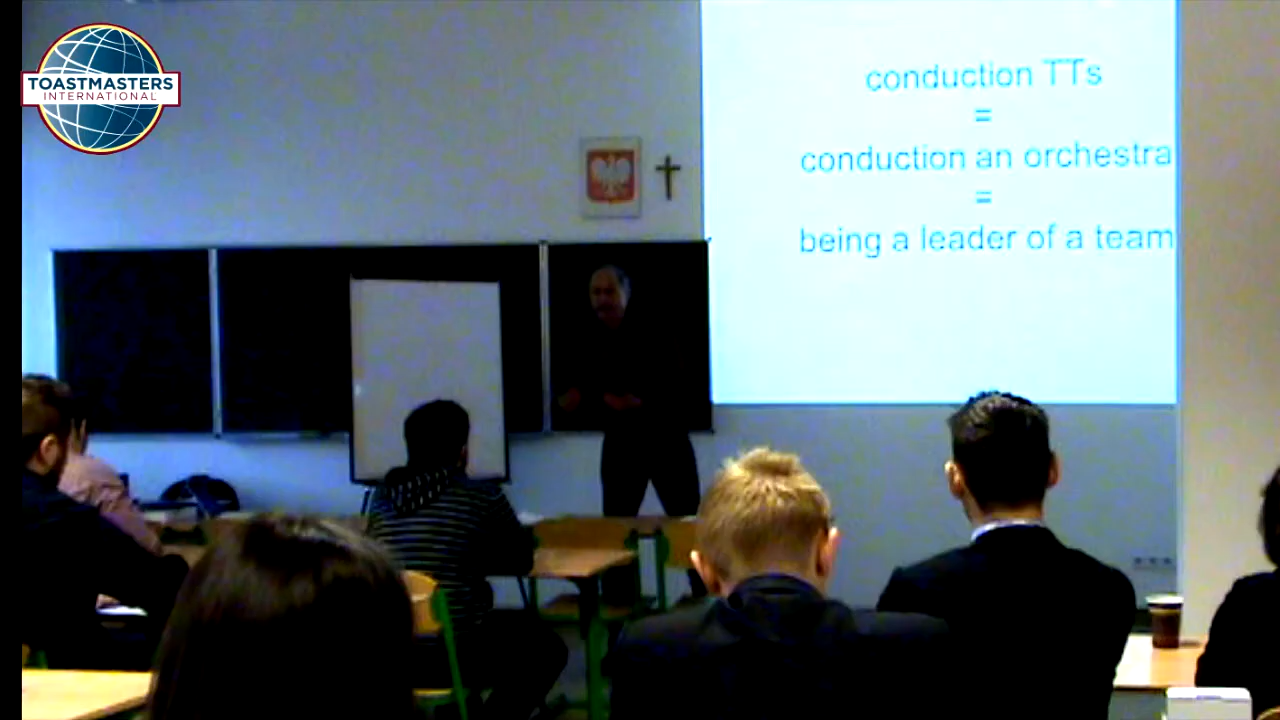 TOASTMASTERS
INTERNATIONAL
conduction TTs
=
conduction an orchestra
=
being a leader of a team